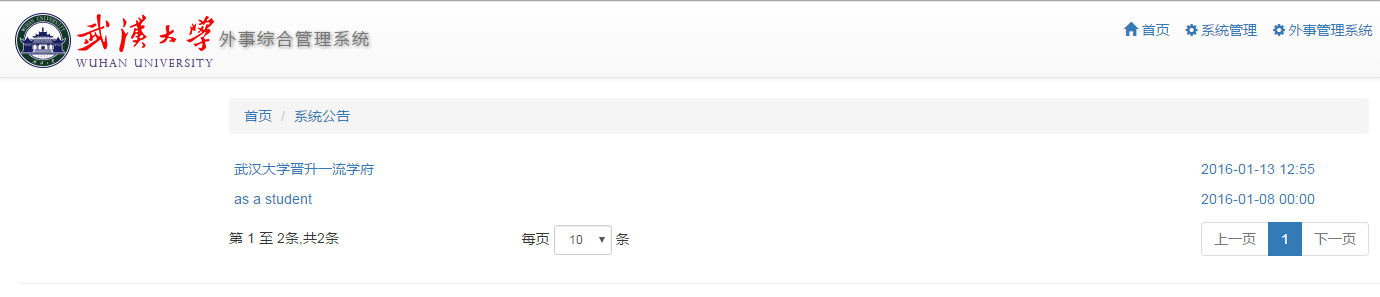 武漢大学 外事综合管理系统 首页 系统管理 外事管理系统
WUHAN UNIVERSITY
首页 / 系统公告
武汉大学晋升一流学府 2016-01-13 12:55
as a student 2016-01-08 00:00
第 1 至 2条,共2条 每页 10 条 上一页 1 下一页